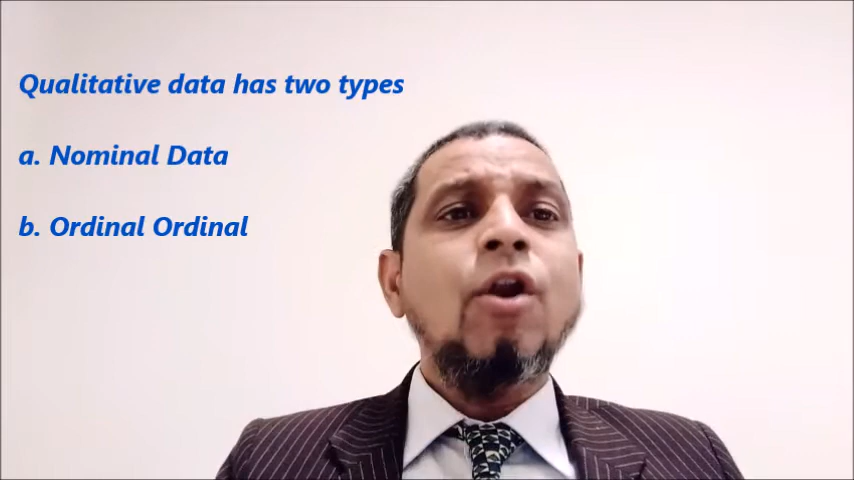 Qualitative data has two types
a. Nominal Data
b. Ordinal Ordinal